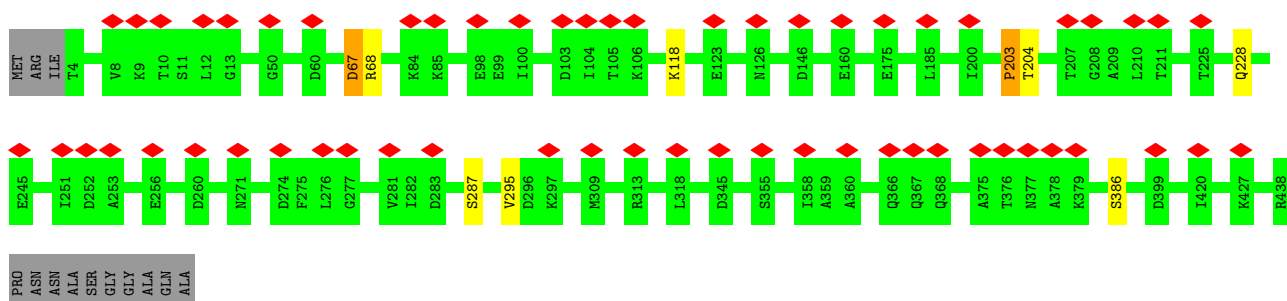 MET ARG ILE T4 V8 K9 T10 S11 L12 G13 G50 D60 D67 R68 K84 K85 E98 E99 I100 D103 I104 T105 K106 K118 E123 N126 D146 E160 E175 L185 I200 P203 T204 T207 G208 A209 L210 T211 T225 Q228
E245 I251 D252 A253 E256 D260 N271 D274 F275 L276 G277 V281 I282 D283 S287 V295 D296 K297 M309 R313 L318 D345 S355 I358 A359 A360 Q366 Q367 Q368 A375 T376 N377 A378 K379 S386 D399 I420 K427 R438
PRO ASN ASN ALA SER GLY GLY ALA GLN ALA